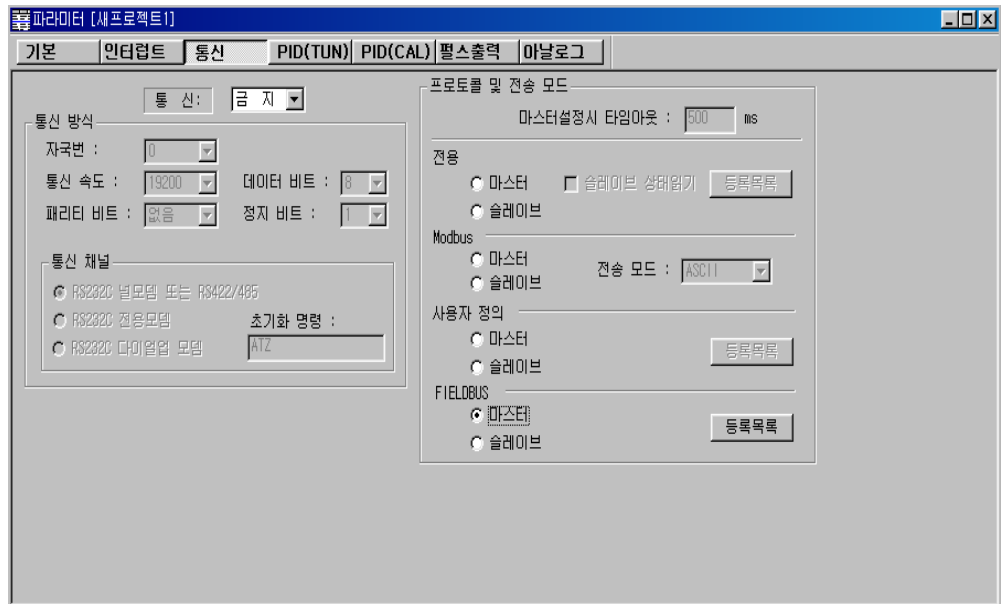 파라미터 [새프로젝트1]
기본 인터럽트 통신 PID(TUN) PID(CAL) 펄스출력 아날로그
통 신: 금 지
통신 방식
자국번 : 0
통신 속도 : 19200 데이터 비트 : 8
패리티 비트 : 없음 정지 비트 : 1
통신 채널
RS232C 널모뎀 또는 RS422/485
RS232C 전용모뎀 초기화 명령 :
RS232C 다이얼업 모뎀 ATZ
프로토콜 및 전송 모드
마스터설정시 타임아웃 : 500 ms
전용
마스터 슬레이브 상태읽기 등록목록
슬레이브
Modbus
마스터 전송 모드 : ASCII
슬레이브
사용자 정의
마스터 등록목록
슬레이브
FIELDBUS
마스터 등록목록
슬레이브